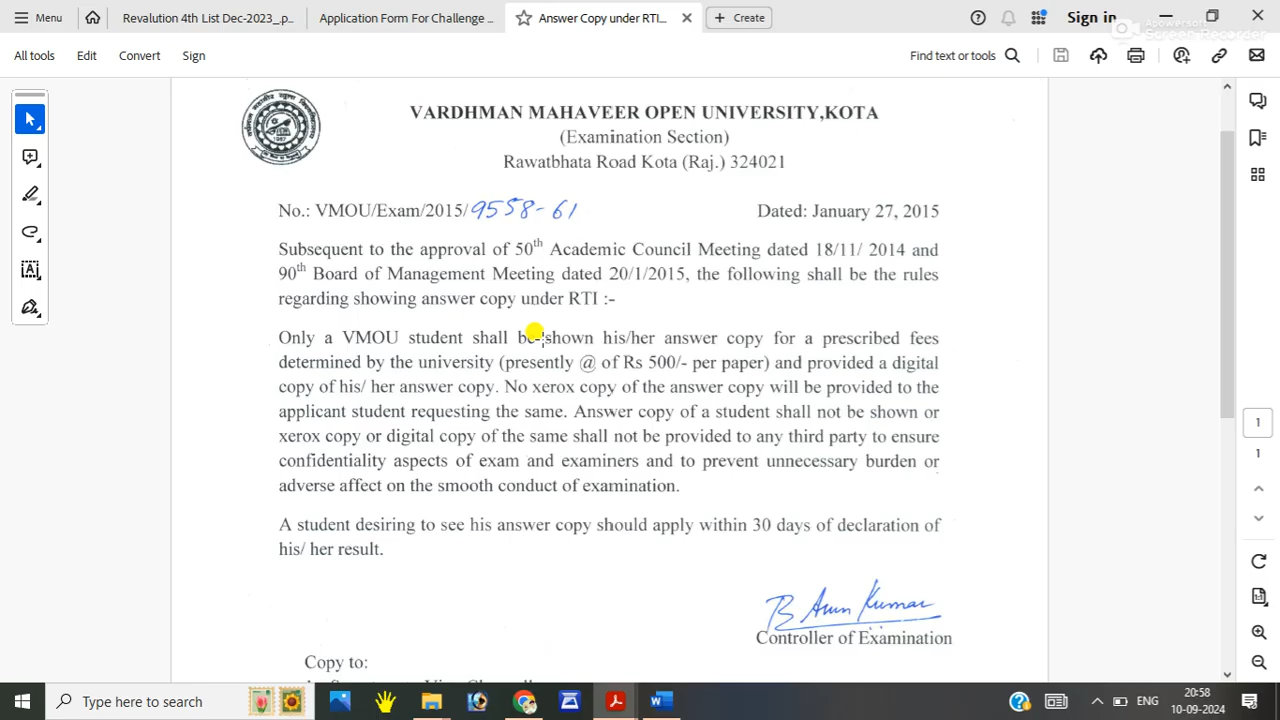 Menu
Revalution 4th List Dec-2023_.p...
Application Form For Challenge ...
Answer Copy under RTI...
Create
Sign in
Screen Recorder
All tools
Edit
Convert
Sign
Find text or tools
VARDHMAN MAHAVEER OPEN UNIVERSITY,KOTA
(Examination Section)
Rawatbhata Road Kota (Raj.) 324021
No.: VMOU/Exam/2015/9558-61
Dated: January 27, 2015
Subsequent to the approval of 50th Academic Council Meeting dated 18/11/ 2014 and
90th Board of Management Meeting dated 20/1/2015, the following shall be the rules
regarding showing answer copy under RTI :-
Only a VMOU student shall be shown his/her answer copy for a prescribed fees
determined by the university (presently @ of Rs 500/- per paper) and provided a digital
copy of his/ her answer copy. No xerox copy of the answer copy will be provided to the
applicant student requesting the same. Answer copy of a student shall not be shown or
xerox copy or digital copy of the same shall not be provided to any third party to ensure
confidentiality aspects of exam and examiners and to prevent unnecessary burden or
adverse affect on the smooth conduct of examination.
A student desiring to see his answer copy should apply within 30 days of declaration of
his/ her result.
B Arun Kumar
Controller of Examination
Copy to:
1
1
Type here to search
ENG
20:58
10-09-2024